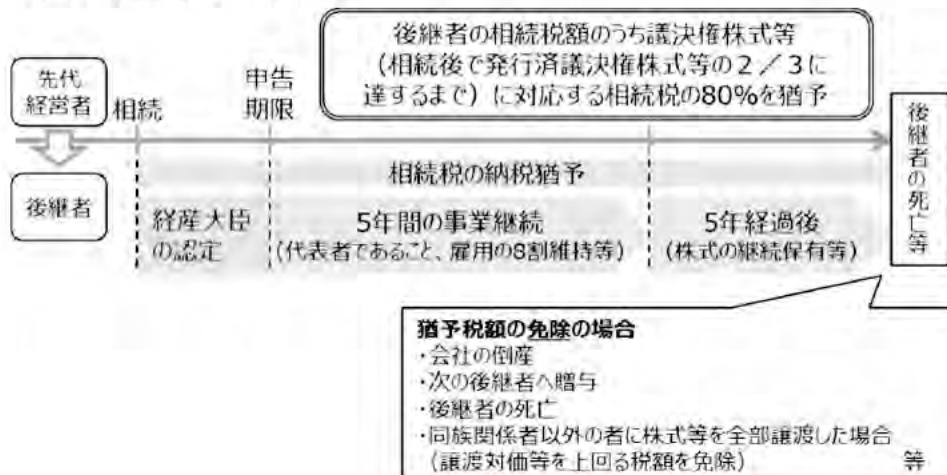 後継者の相続税額のうち議決権株式等
（相続後で発行済議決権株式等の２／３に
達するまで）に対応する相続税の80%を猶予
先代
経営者
相続
申告
期限
後継者の死亡等
後継者
相続税の納税猶予
経産大臣
の認定
5年間の事業継続
（代表者であること、雇用の8割維持等）
5年経過後
（株式の継続保有等）
猶予税額の免除の場合
・会社の倒産
・次の後継者へ贈与
・後継者の死亡
・同族関係者以外の者に株式等を全部譲渡した場合
（譲渡対価等を上回る税額を免除） 等